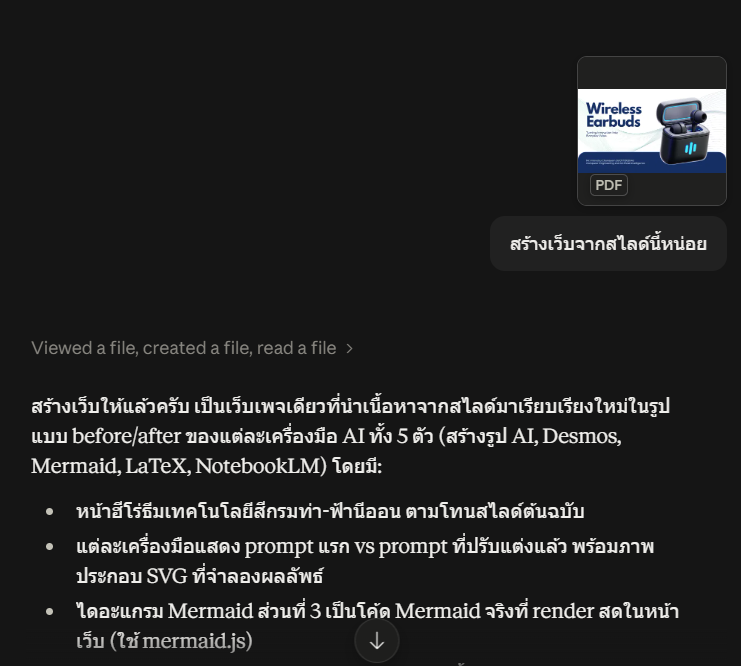 Wireless
Earbuds
PDF
สร้างเว็บจากสไลด์นี้หน่อย
Viewed a file, created a file, read a file
สร้างเว็บให้แล้วครับ เป็นเว็บเพจเดียวที่นำเนื้อหาจากสไลด์มาเรียบเรียงใหม่ในรูป
แบบ before/after ของแต่ละเครื่องมือ AI ทั้ง 5 ตัว (สร้างรูป AI, Desmos,
Mermaid, LaTeX, NotebookLM) โดยมี:
หน้าฮีโร่ธีมเทคโนโลยีสีกรมท่า-ฟ้านีออน ตามโทนสไลด์ต้นฉบับ
แต่ละเครื่องมือแสดง prompt แรก vs prompt ที่ปรับแต่งแล้ว พร้อมภาพ
ประกอบ SVG ที่จำลองผลลัพธ์
ไดอะแกรม Mermaid ส่วนที่ 3 เป็นโค้ด Mermaid จริงที่ render สดในหน้า
เว็บ (ใช้ mermaid.js)